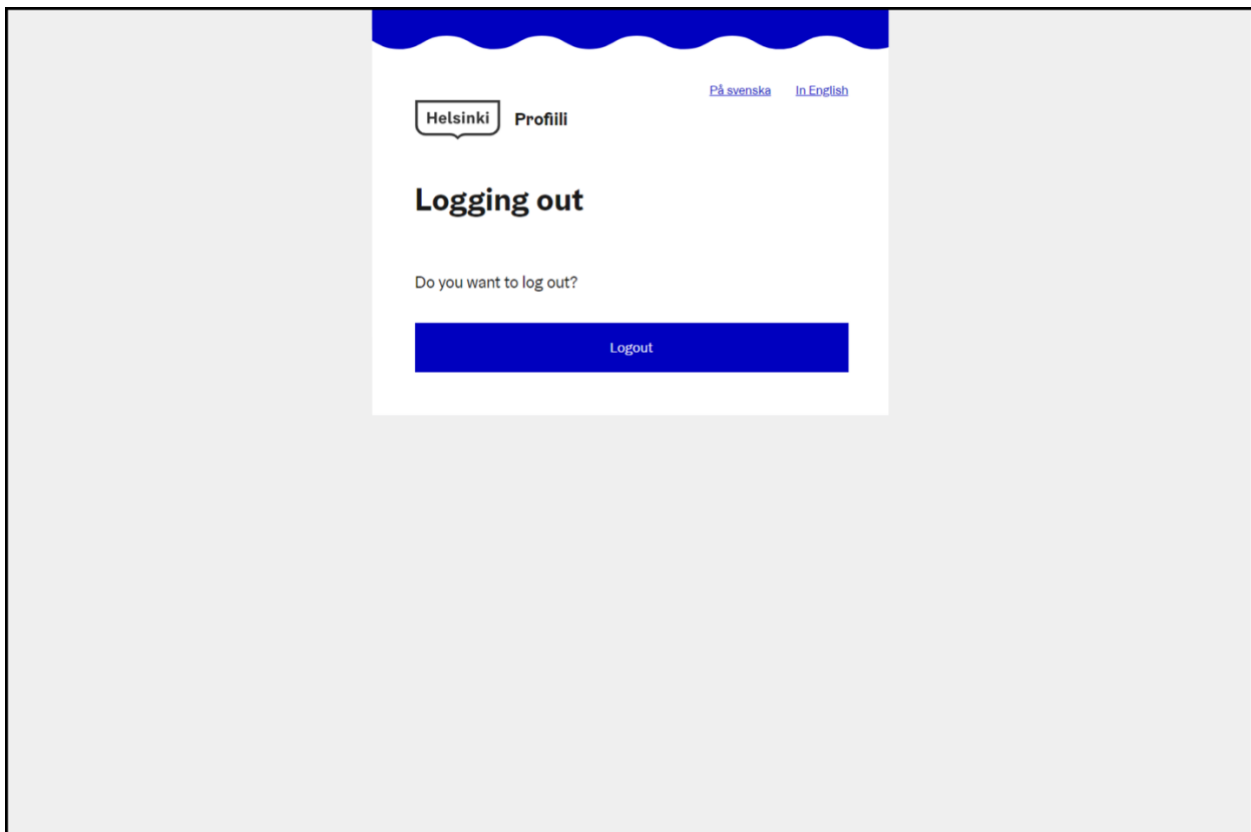 På svenska In English
Helsinki Profiili
Logging out
Do you want to log out?
Logout